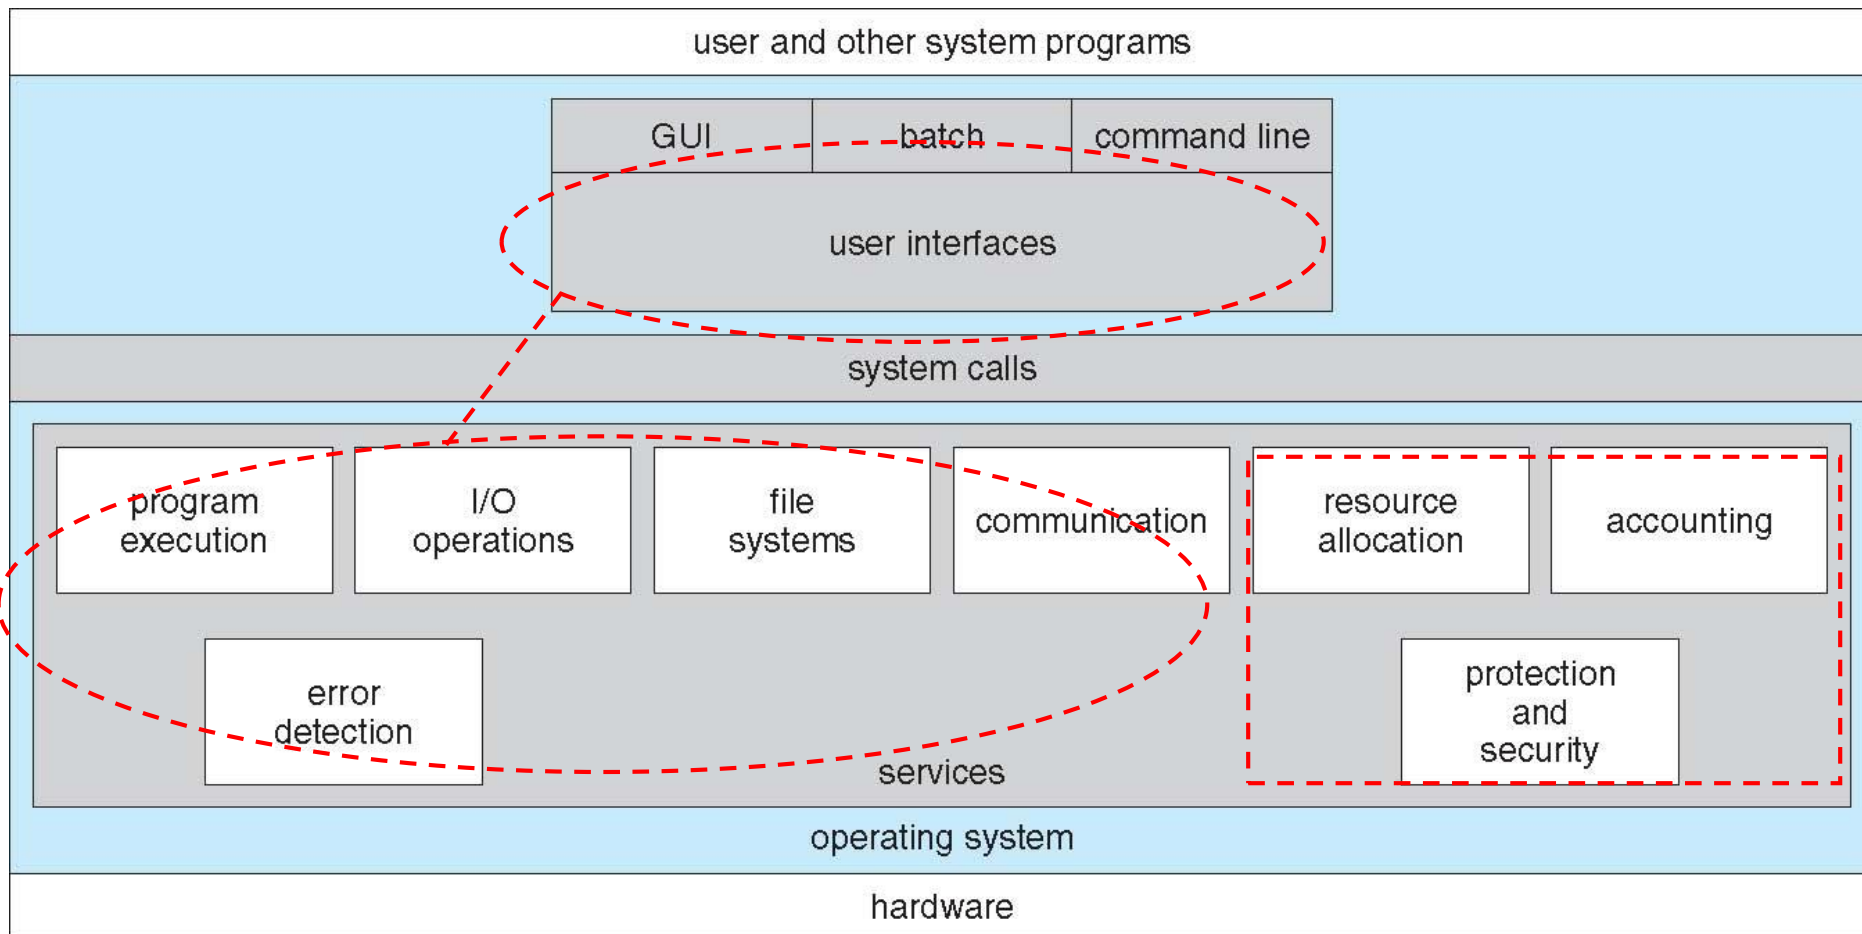 user and other system programs
GUI
batch
command line
user interfaces
system calls
program
execution
I/O
operations
file
systems
communication
resource
allocation
accounting
error
detection
protection
and
security
services
operating system
hardware